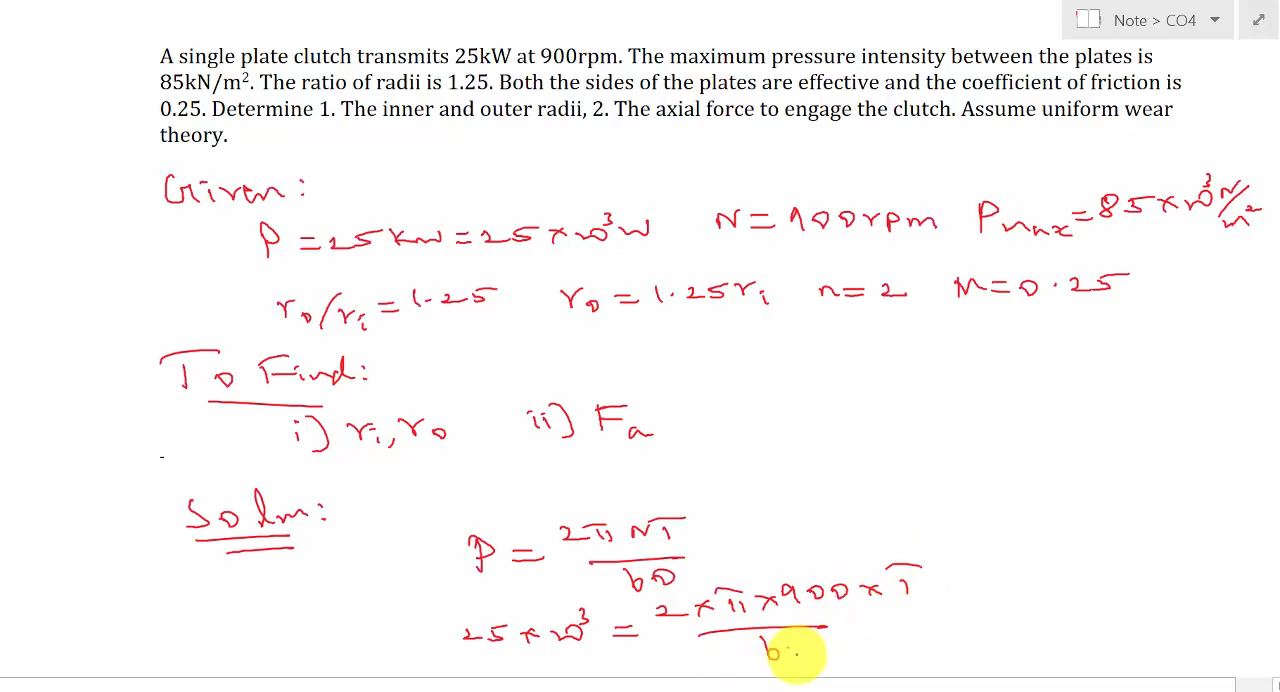 Note > CO4
A single plate clutch transmits 25kW at 900rpm. The maximum pressure intensity between the plates is
85kN/m². The ratio of radii is 1.25. Both the sides of the plates are effective and the coefficient of friction is
0.25. Determine 1. The inner and outer radii, 2. The axial force to engage the clutch. Assume uniform wear
theory.
Given:
P = 25 kW = 25 × 10³ W N = 900 rpm Pmax = 85 × 10³ N/m²
ro/ri = 1.25 ro = 1.25 ri n = 2 μ = 0.25
To Find:
i) ri, ro ii) Fa
Soln:
P = 2πNT/60
25 × 10³ = 2 × π × 900 × T/6